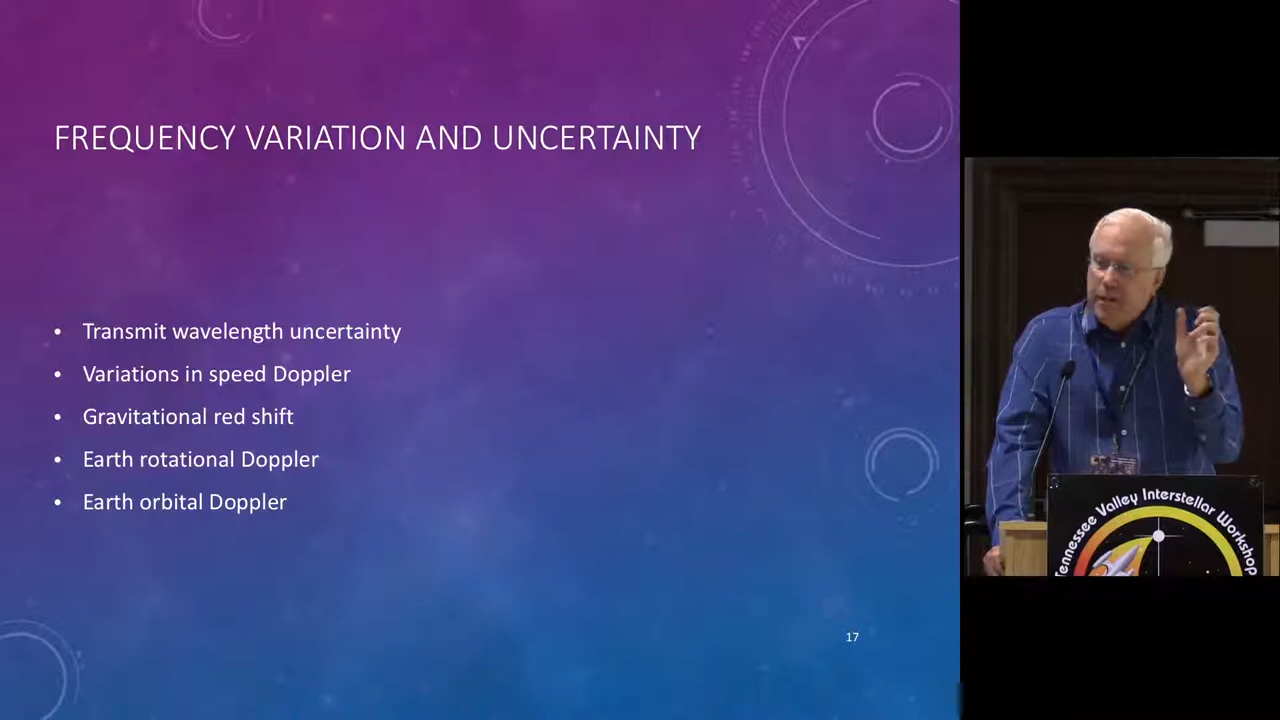 FREQUENCY VARIATION AND UNCERTAINTY
• Transmit wavelength uncertainty
• Variations in speed Doppler
• Gravitational red shift
• Earth rotational Doppler
• Earth orbital Doppler
17
Tennessee Valley Interstellar Workshop